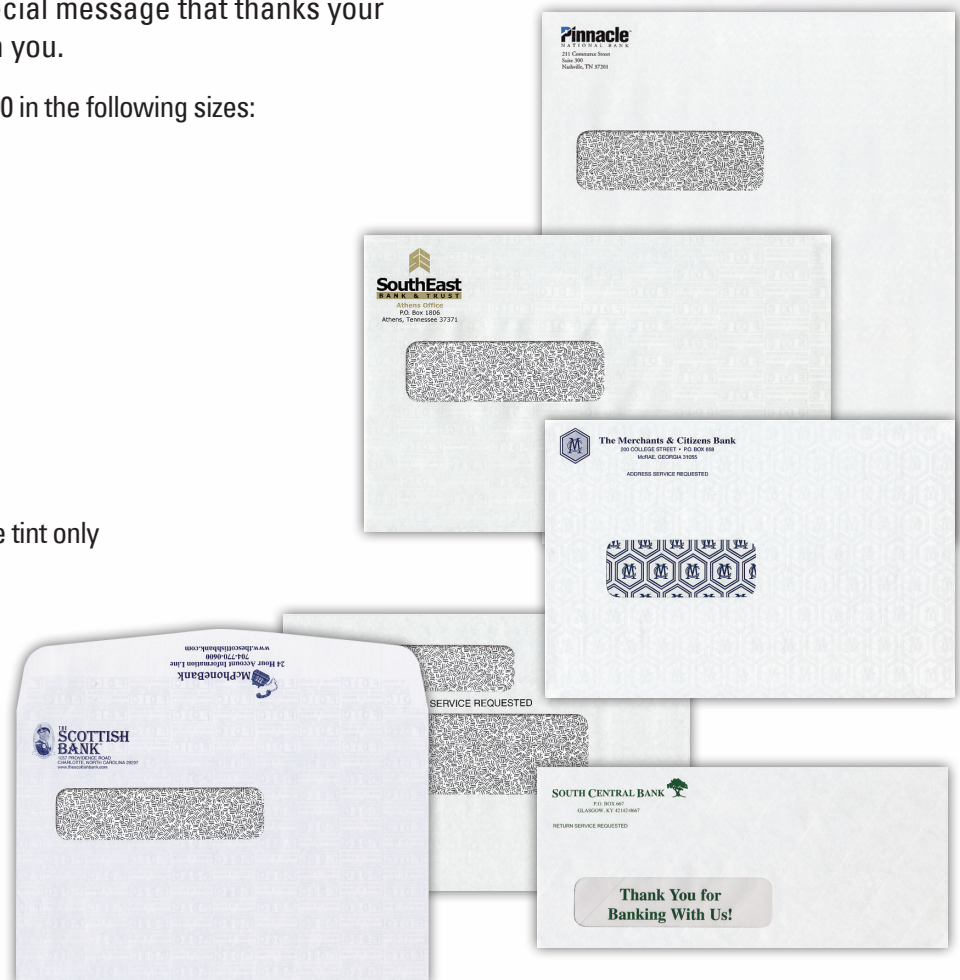 ecial message that thanks your
you.
0 in the following sizes:
e tint only
Pinnacle
NATIONAL BANK
211 Commerce Street
Suite 300
Nashville, TN 37201
SouthEast
BANK & TRUST
Athens Office
P.O. Box 1806
Athens, Tennessee 37371
The Merchants & Citizens Bank
200 COLLEGE STREET • P.O. BOX 658
McRAE, GEORGIA 31055
ADDRESS SERVICE REQUESTED
McPhoneBank
24 Hour Account Information Line
704-770-0600
www.thescottishbank.com
THE
SCOTTISH
BANK
1057 PROVIDENCE ROAD
CHARLOTTE, NORTH CAROLINA 28207
www.thescottishbank.com
SERVICE REQUESTED
SOUTH CENTRAL BANK
P.O. BOX 667
GLASGOW, KY 42142-0667
RETURN SERVICE REQUESTED
Thank You for
Banking With Us!